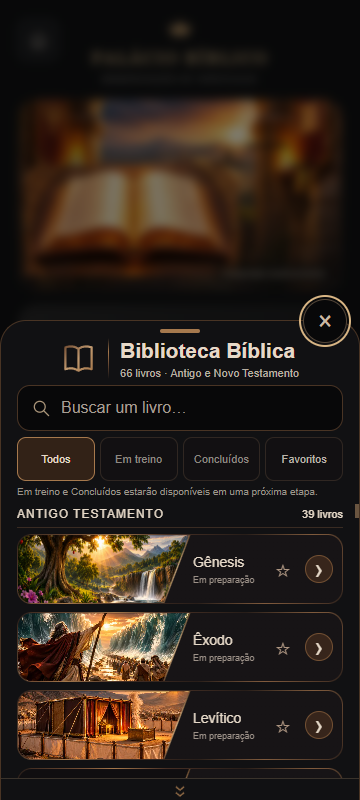 Biblioteca Bíblica
66 livros · Antigo e Novo Testamento
Buscar um livro…
Todos
Em treino
Concluídos
Favoritos
Em treino e Concluídos estarão disponíveis em uma próxima etapa.
ANTIGO TESTAMENTO
39 livros
Gênesis
Em preparação
Êxodo
Em preparação
Levítico
Em preparação